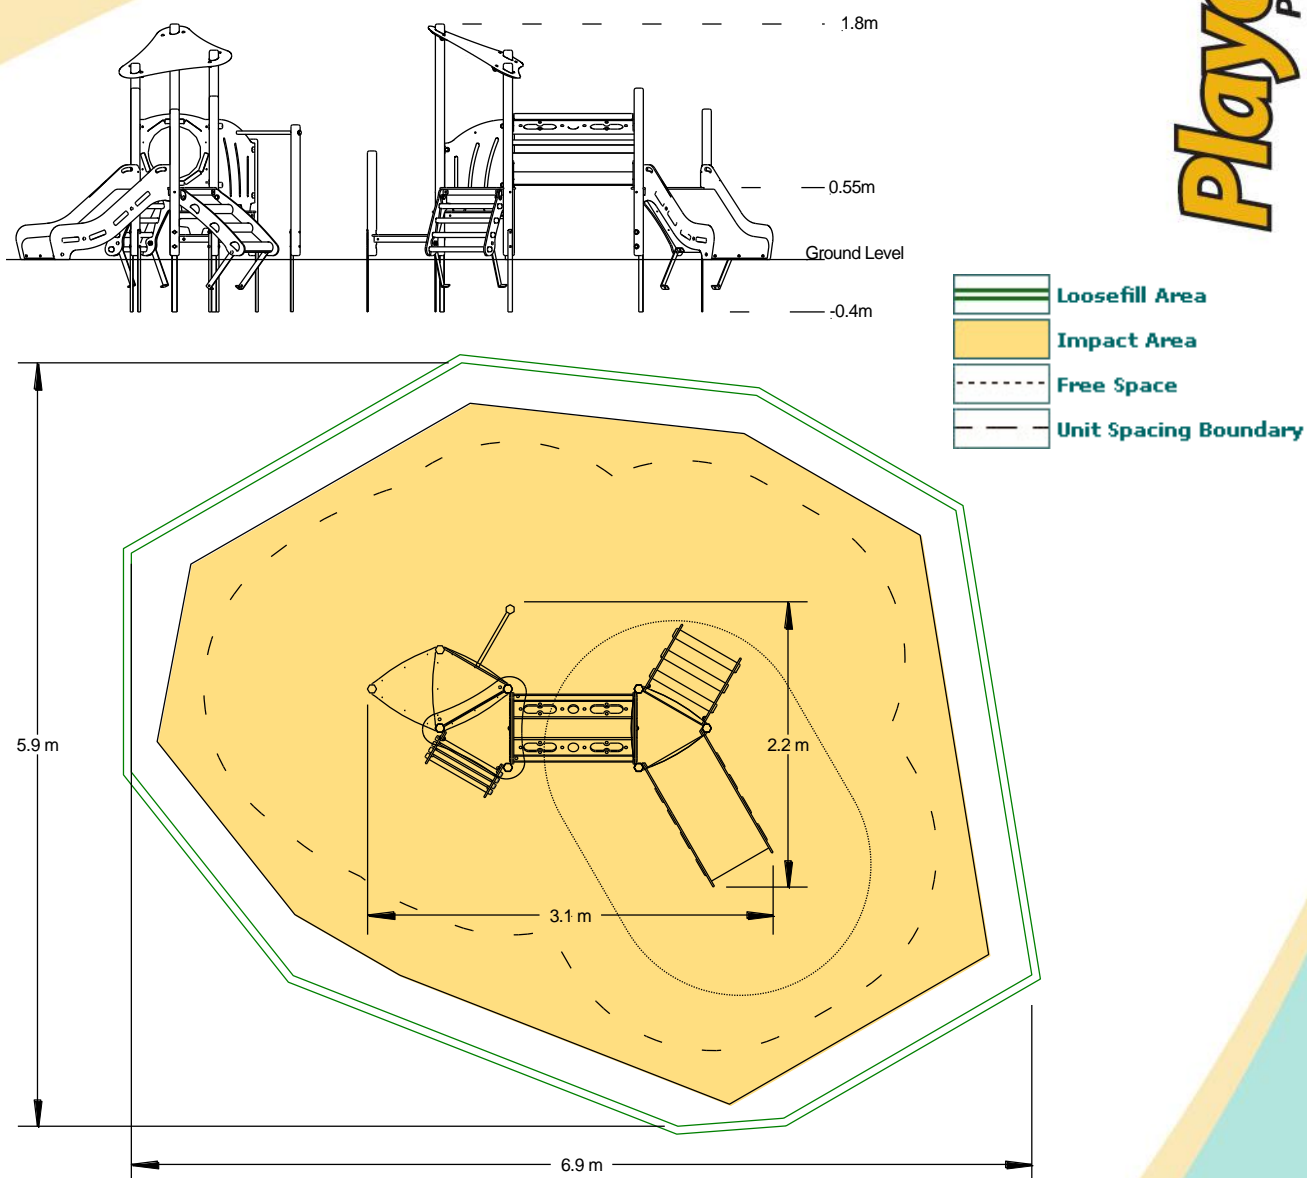 1.8m
Play
0.55m
Ground Level
-0.4m
Loosefill Area
Impact Area
Free Space
Unit Spacing Boundary
5.9 m
2.2 m
3.1 m
6.9 m